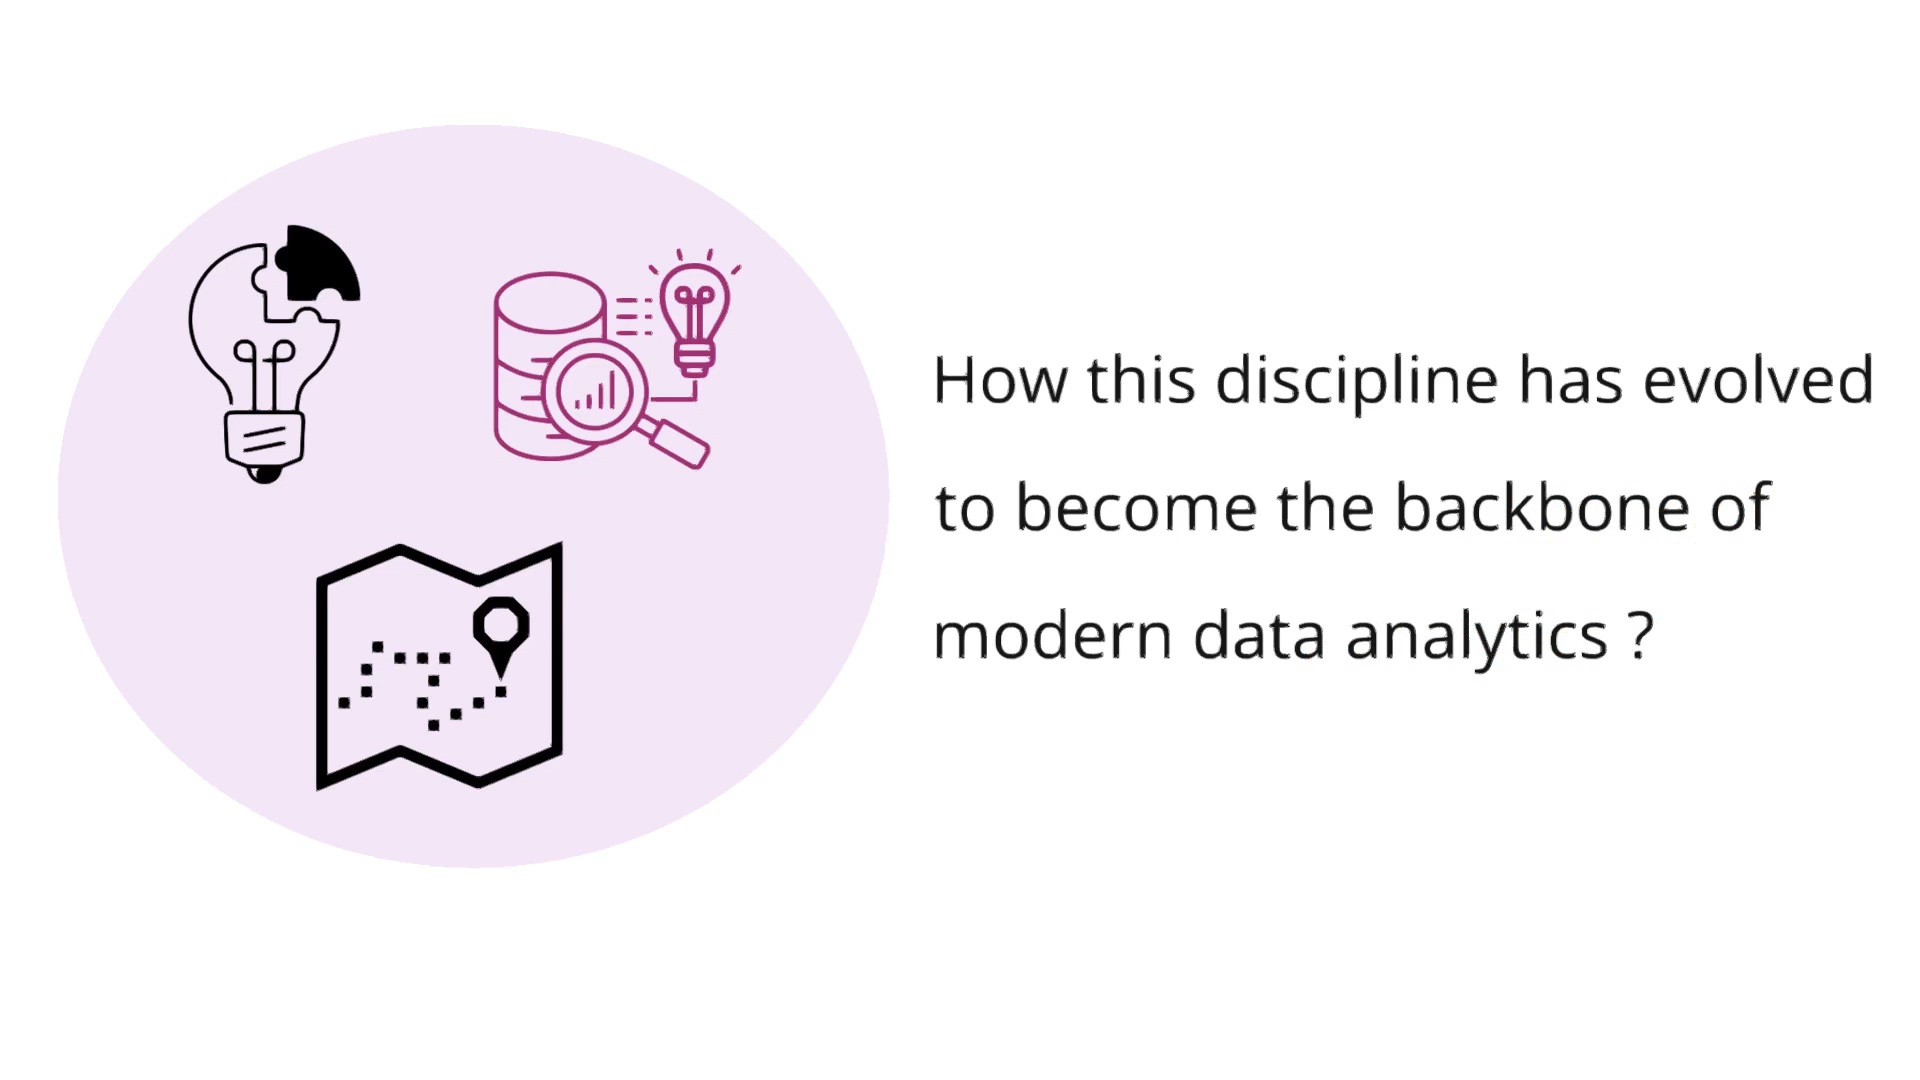 How this discipline has evolved
to become the backbone of
modern data analytics ?